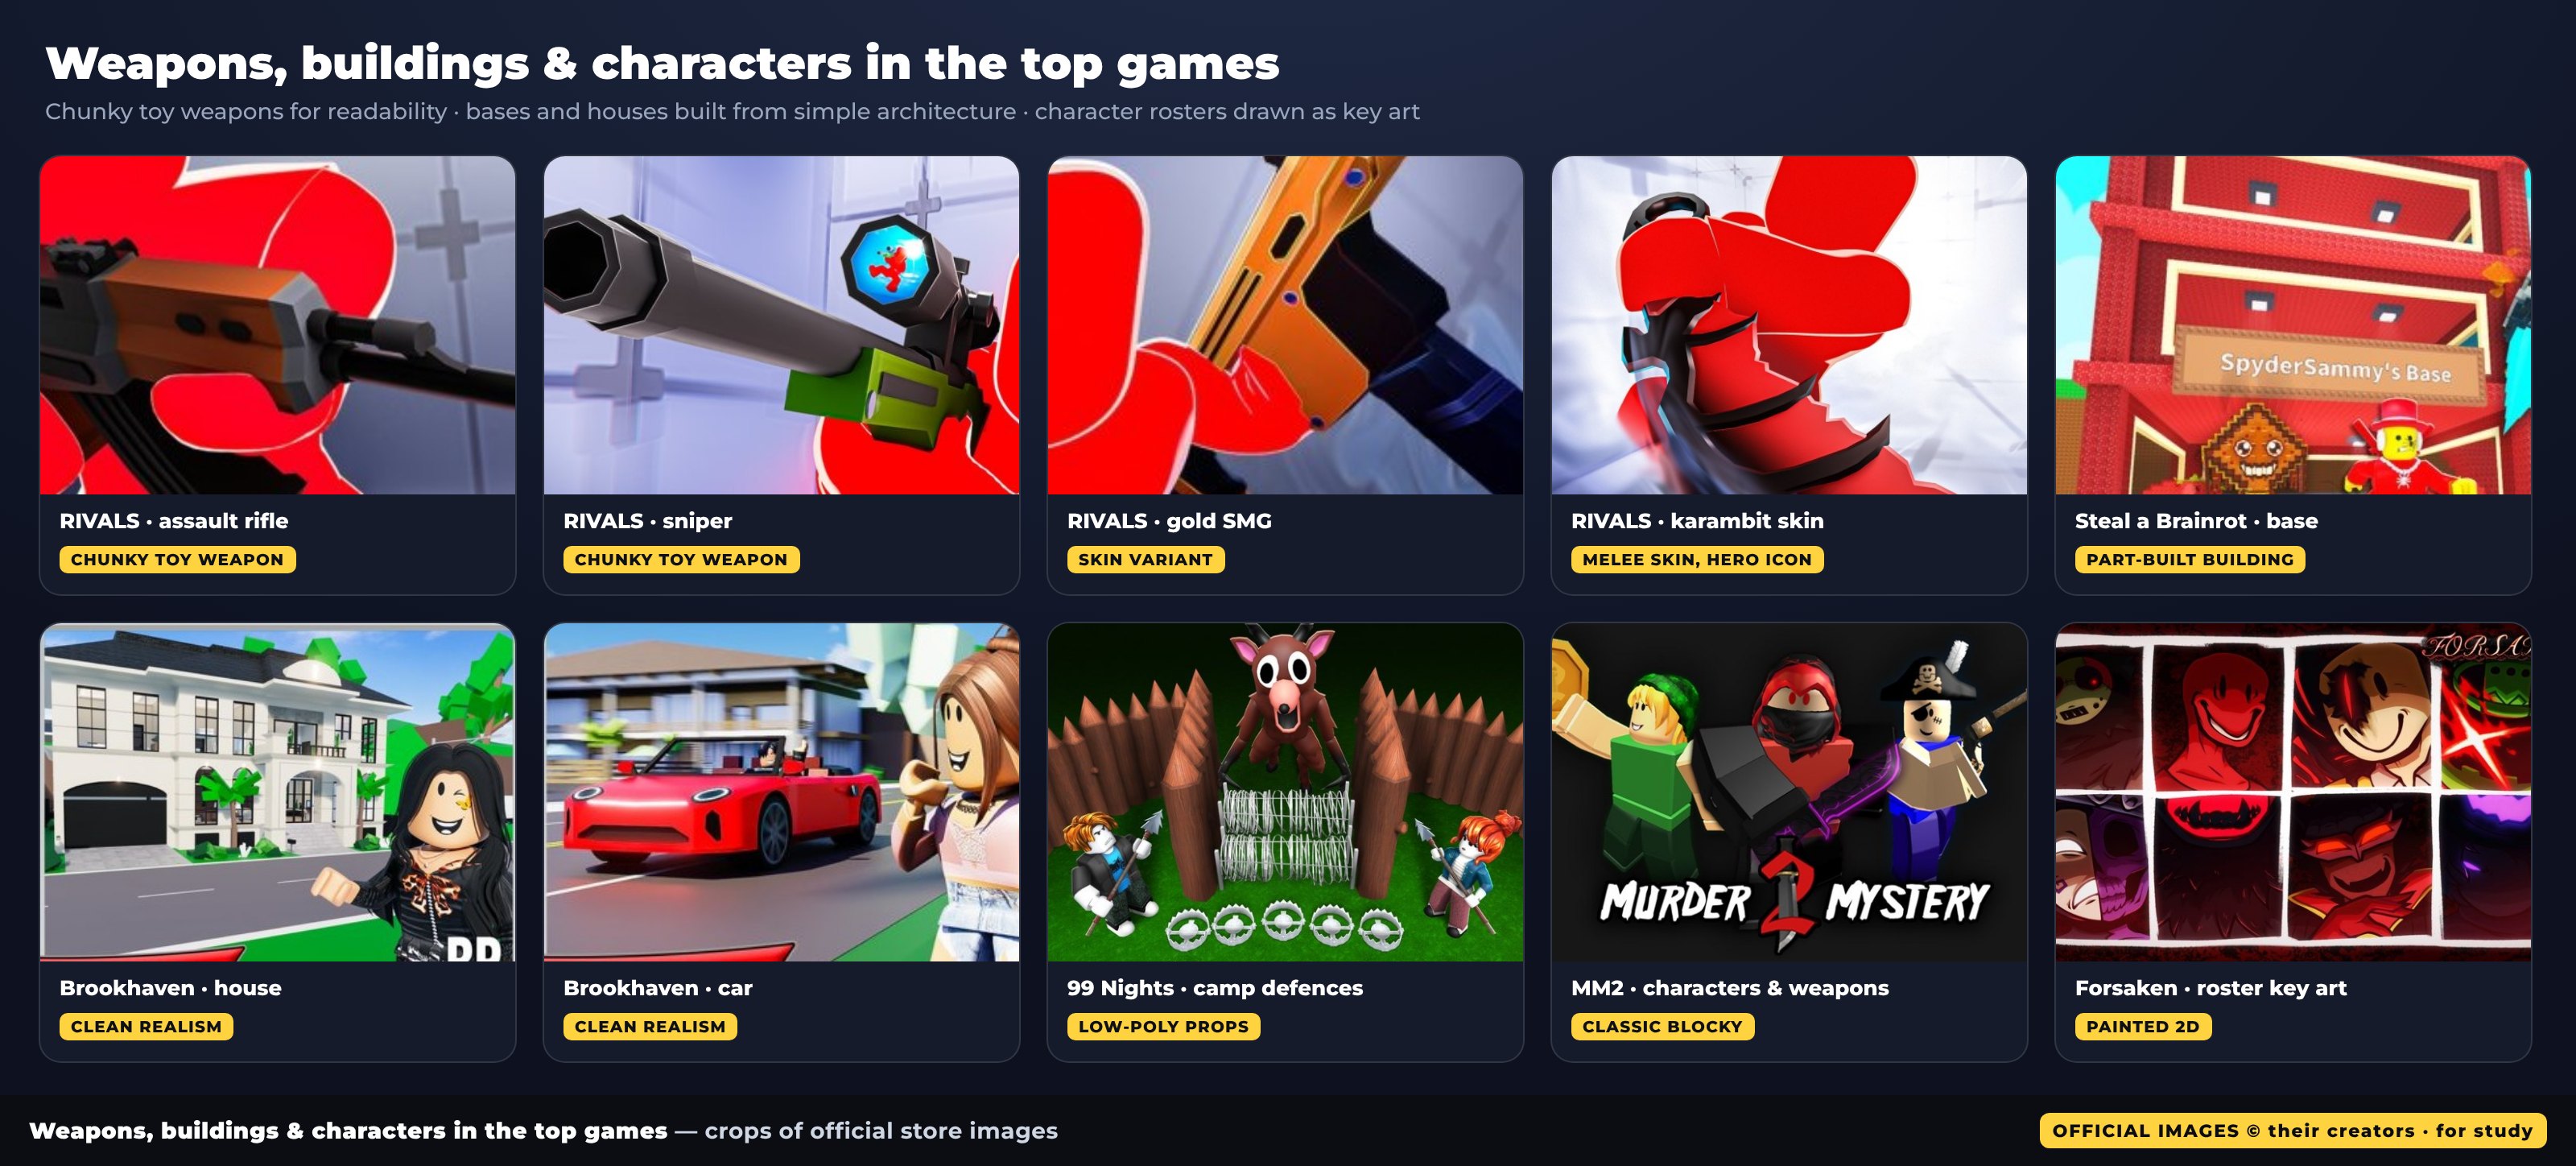 Weapons, buildings & characters in the top games
Chunky toy weapons for readability · bases and houses built from simple architecture · character rosters drawn as key art
SpyderSammy's Base
RIVALS · assault rifle
CHUNKY TOY WEAPON
RIVALS · sniper
CHUNKY TOY WEAPON
RIVALS · gold SMG
SKIN VARIANT
RIVALS · karambit skin
MELEE SKIN, HERO ICON
Steal a Brainrot · base
PART-BUILT BUILDING
MURDER 2 MYSTERY
Brookhaven · house
CLEAN REALISM
Brookhaven · car
CLEAN REALISM
99 Nights · camp defences
LOW-POLY PROPS
MM2 · characters & weapons
CLASSIC BLOCKY
Forsaken · roster key art
PAINTED 2D
Weapons, buildings & characters in the top games — crops of official store images
OFFICIAL IMAGES © their creators · for study